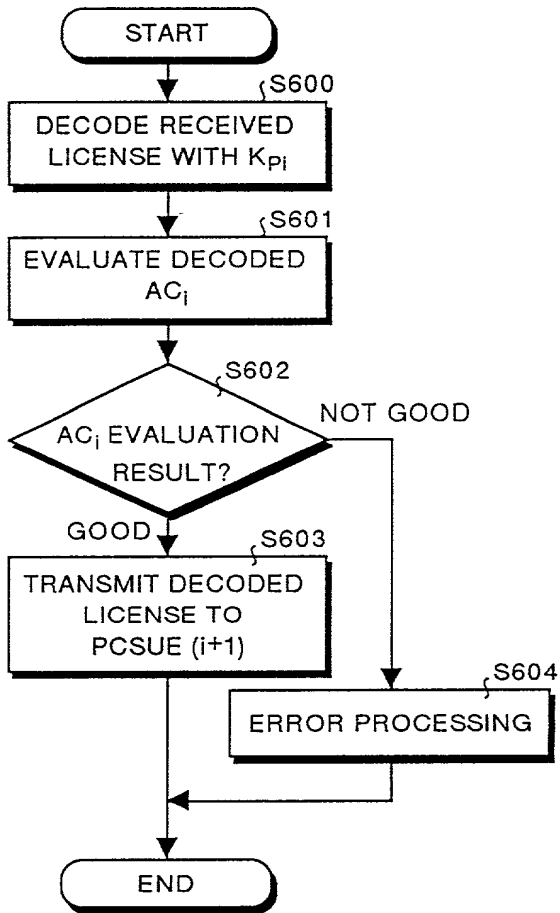 START
S600
DECODE RECEIVED
LICENSE WITH KPi
S601
EVALUATE DECODED
ACi
S602
ACi EVALUATION
RESULT?
NOT GOOD
GOOD
S603
TRANSMIT DECODED
LICENSE TO
PCSUE (i+1)
S604
ERROR PROCESSING
END